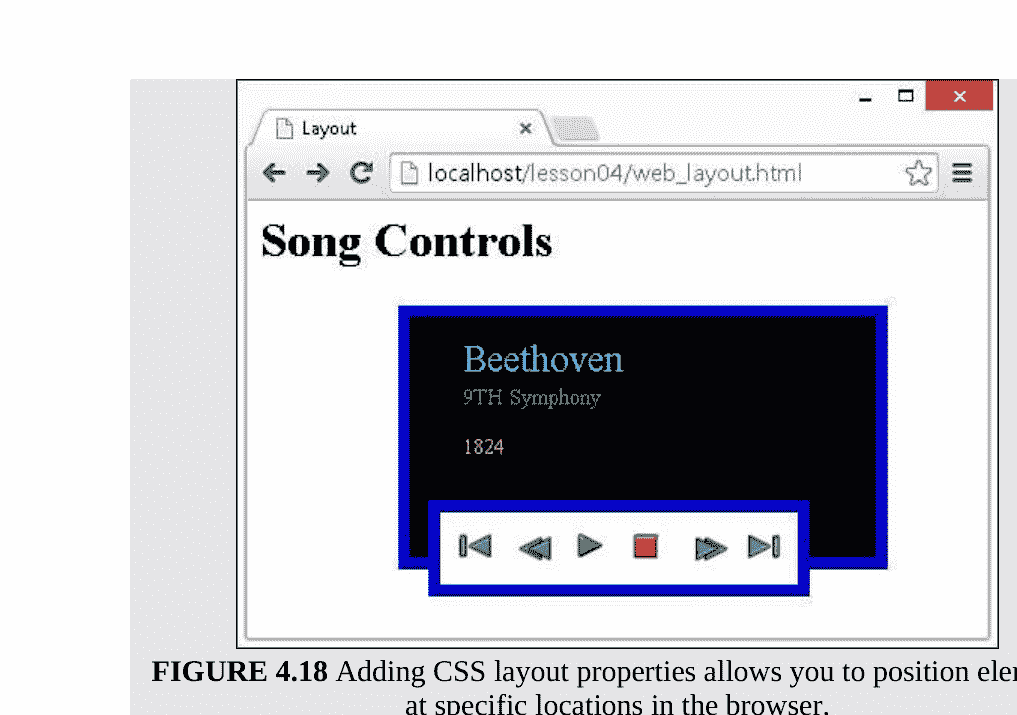 Layout
localhost/lesson04/web_layout.html
Song Controls
Beethoven
9TH Symphony
1824
FIGURE 4.18 Adding CSS layout properties allows you to position
at specific locations in the browser.